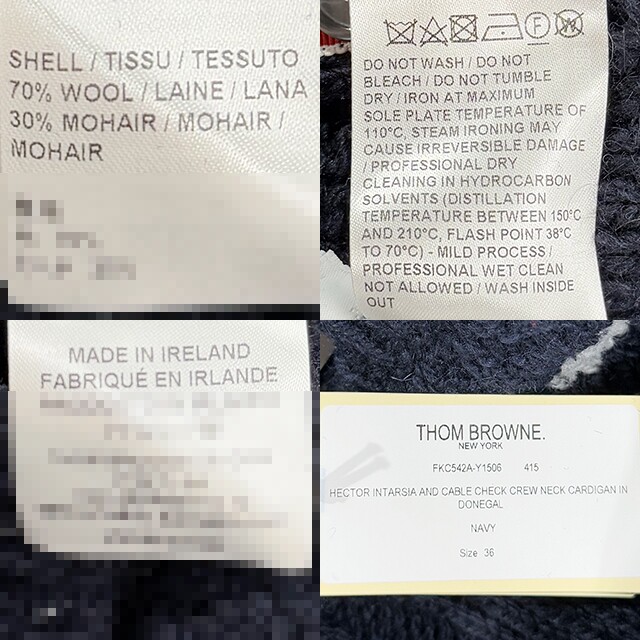 SHELL / TISSU / TESSUTO
70% WOOL / LAINE / LANA
30% MOHAIR / MOHAIR /
MOHAIR
DO NOT WASH / DO NOT
BLEACH / DO NOT TUMBLE
DRY / IRON AT MAXIMUM
SOLE PLATE TEMPERATURE OF
110°C, STEAM IRONING MAY
CAUSE IRREVERSIBLE DAMAGE
/ PROFESSIONAL DRY
CLEANING IN HYDROCARBON
SOLVENTS (DISTILLATION
TEMPERATURE BETWEEN 150°C
AND 210°C, FLASH POINT 38°C
TO 70°C) - MILD PROCESS /
PROFESSIONAL WET CLEAN
NOT ALLOWED / WASH INSIDE
OUT
MADE IN IRELAND
FABRIQUÉ EN IRLANDE
THOM BROWNE.
NEW YORK
FKC542A-Y1506 415
HECTOR INTARSIA AND CABLE CHECK CREW NECK CARDIGAN IN
DONEGAL
NAVY
Size 36